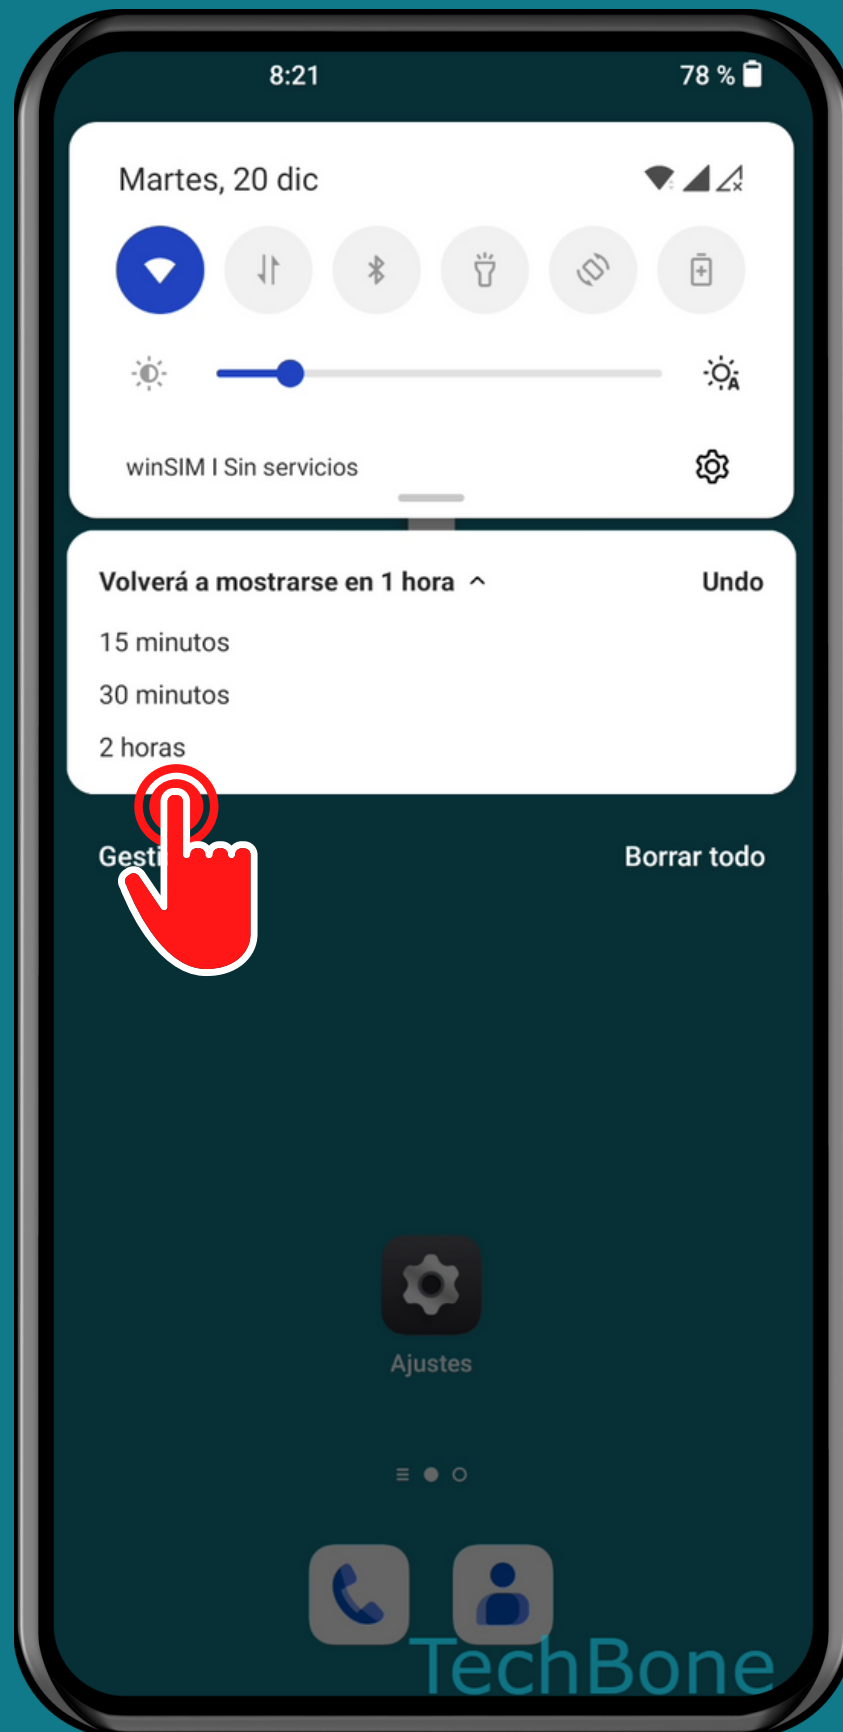 8:21 78 %
Martes, 20 dic
A
winSIM I Sin servicios
Volverá a mostrarse en 1 hora Undo
15 minutos
30 minutos
2 horas
Borrar todo
Ajustes
TechBone